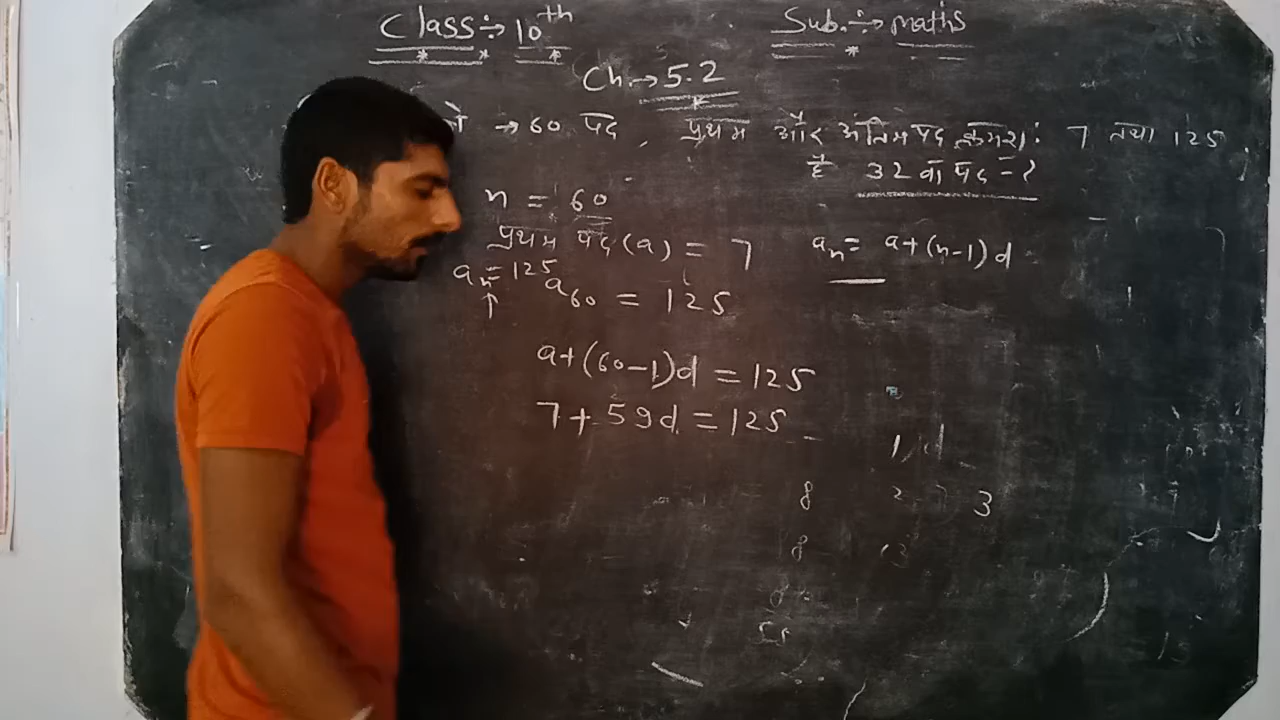 Class÷ 10th
Sub.÷→ maths
Ch.→ 5.2
→ 60 पद, प्रथम और अंतिम पद क्रमशः 7 तथा 125
है 32 वां पद = ?
n = 60
प्रथम पद (a) = 7
an = a+(n-1)d
an = 125
a60 = 125
a+(60-1)d = 125
7+59d = 125
3